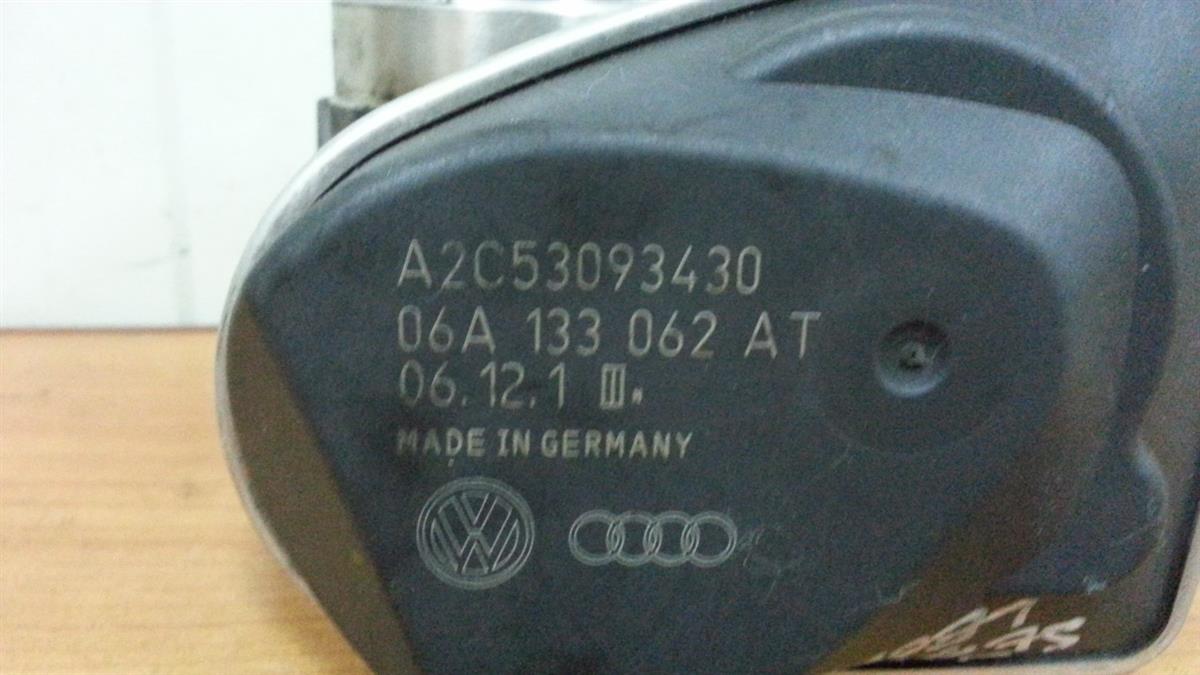 A2C53093430
06A 133 062 AT
06.12.1
MADE IN GERMANY